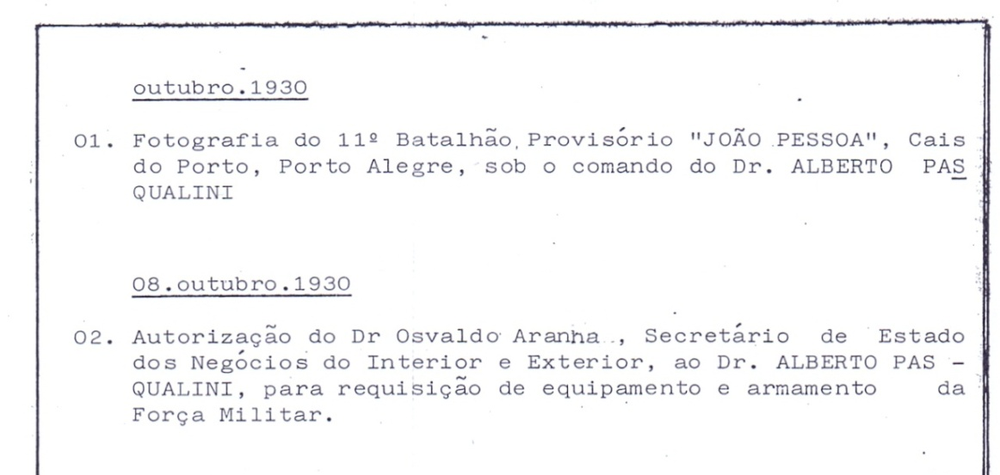 outubro.1930
01. Fotografia do 11º Batalhão Provisório "JOÃO PESSOA", Cais
do Porto, Porto Alegre, sob o comando do Dr. ALBERTO PAS
QUALINI
08.outubro.1930
02. Autorização do Dr Osvaldo Aranha , Secretário de Estado
dos Negócios do Interior e Exterior, ao Dr. ALBERTO PAS -
QUALINI, para requisição de equipamento e armamento da
Força Militar.